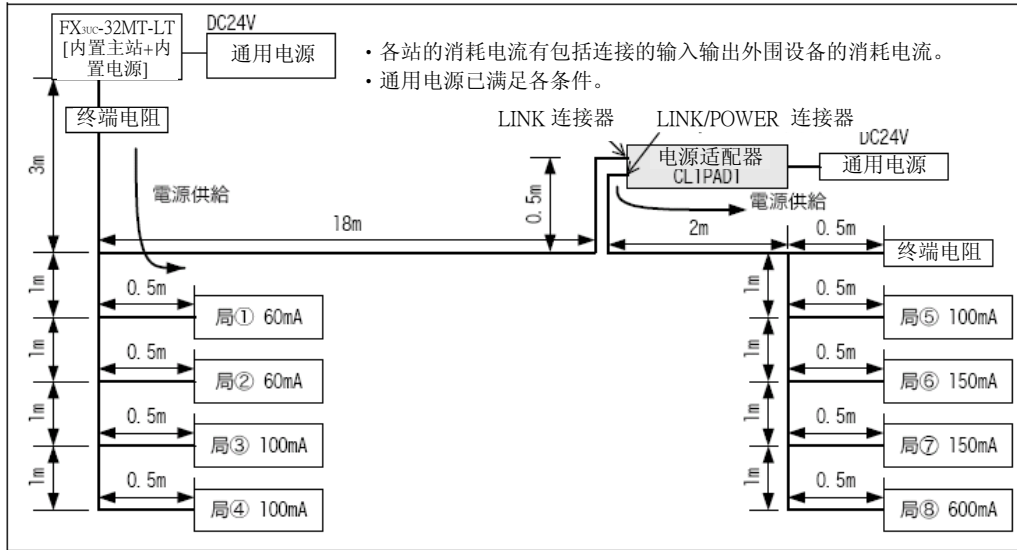 FX3UC-32MT-LT
[内置主站+内
置电源]
DC24V
通用电源
・各站的消耗电流有包括连接的输入输出外围设备的消耗电流。
・通用电源已满足各条件。
终端电阻
LINK 连接器
LINK/POWER 连接器
DC24V
电源适配器
CL1PAD1
通用电源
3m
電源供給
0.5m
電源供給
18m
2m
0.5m
终端电阻
1m
0.5m
局① 60mA
1m
0.5m
局② 60mA
1m
0.5m
局③ 100mA
1m
0.5m
局④ 100mA
1m
0.5m
局⑤ 100mA
1m
0.5m
局⑥ 150mA
1m
0.5m
局⑦ 150mA
1m
0.5m
局⑧ 600mA